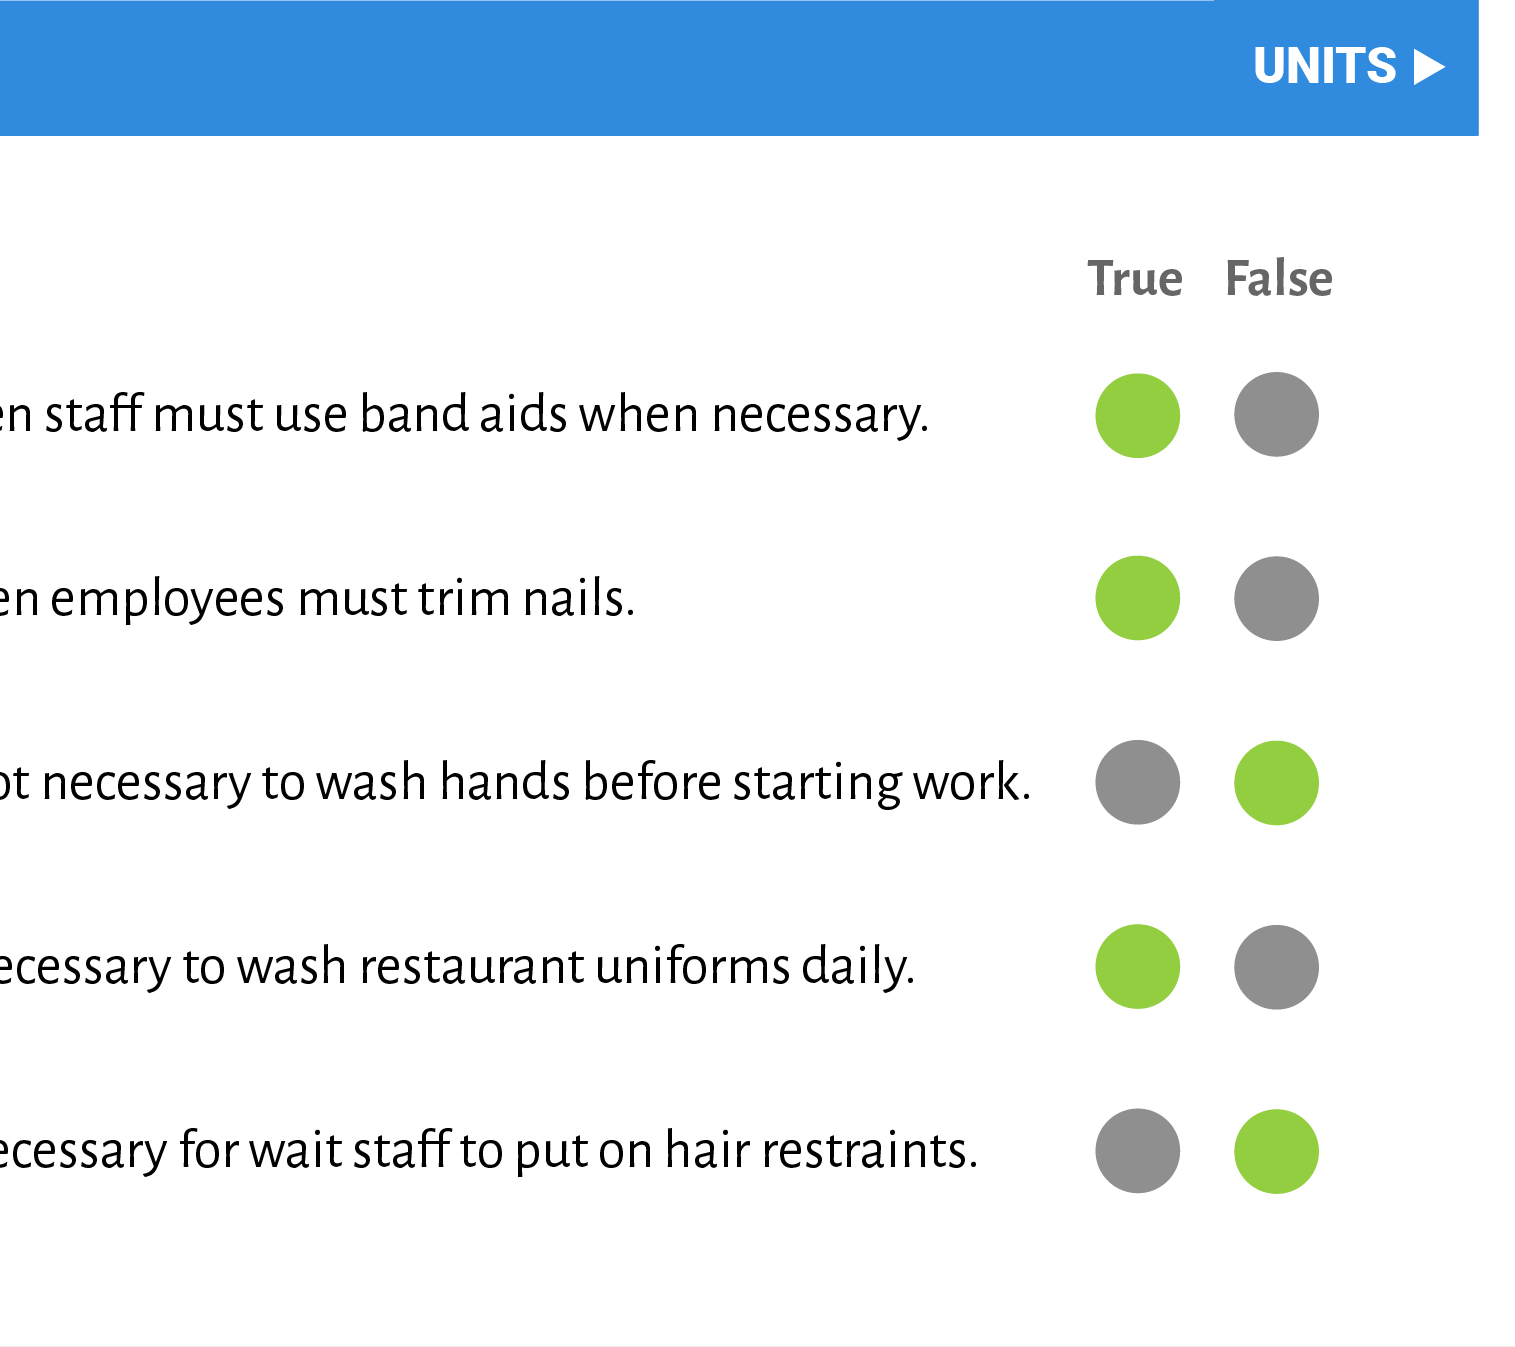 UNITS
True False
en staff must use band aids when necessary.
en employees must trim nails.
ot necessary to wash hands before starting work.
ecessary to wash restaurant uniforms daily.
ecessary for wait staff to put on hair restraints.